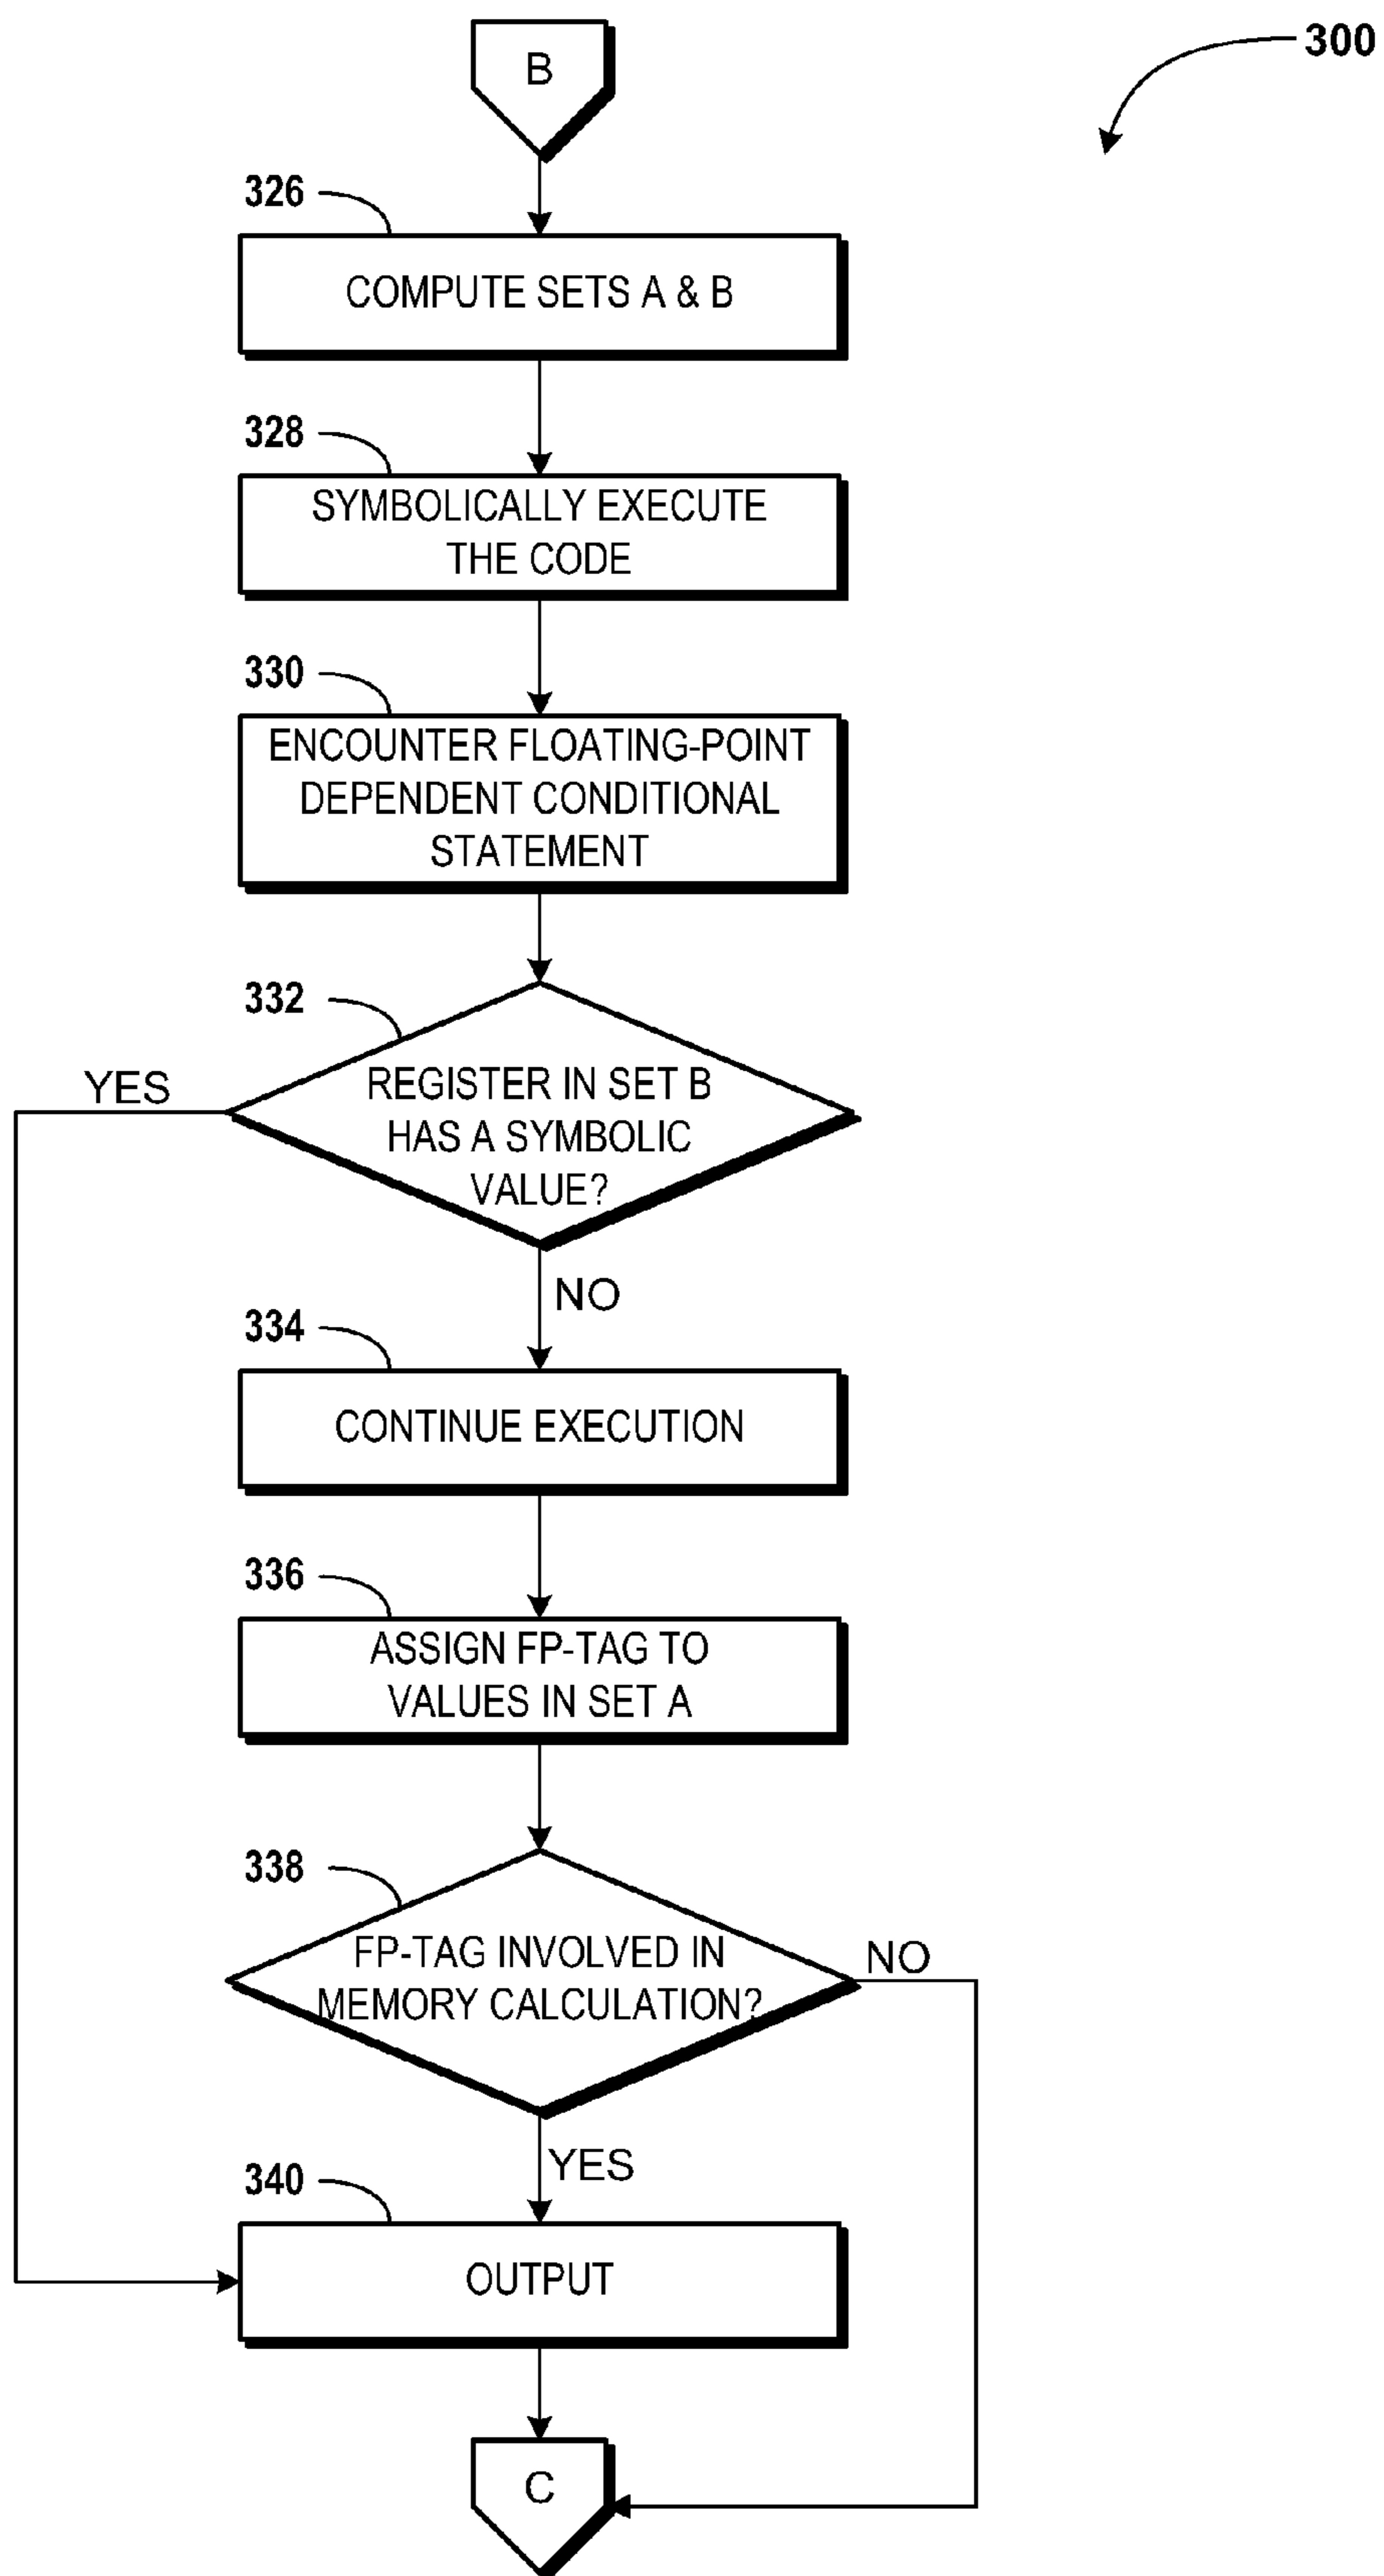 B
300
326
COMPUTE SETS A & B
328
SYMBOLICALLY EXECUTE
THE CODE
330
ENCOUNTER FLOATING-POINT
DEPENDENT CONDITIONAL
STATEMENT
332
YES
REGISTER IN SET B
HAS A SYMBOLIC
VALUE?
NO
334
CONTINUE EXECUTION
336
ASSIGN FP-TAG TO
VALUES IN SET A
338
FP-TAG INVOLVED IN
MEMORY CALCULATION?
NO
YES
340
OUTPUT
C